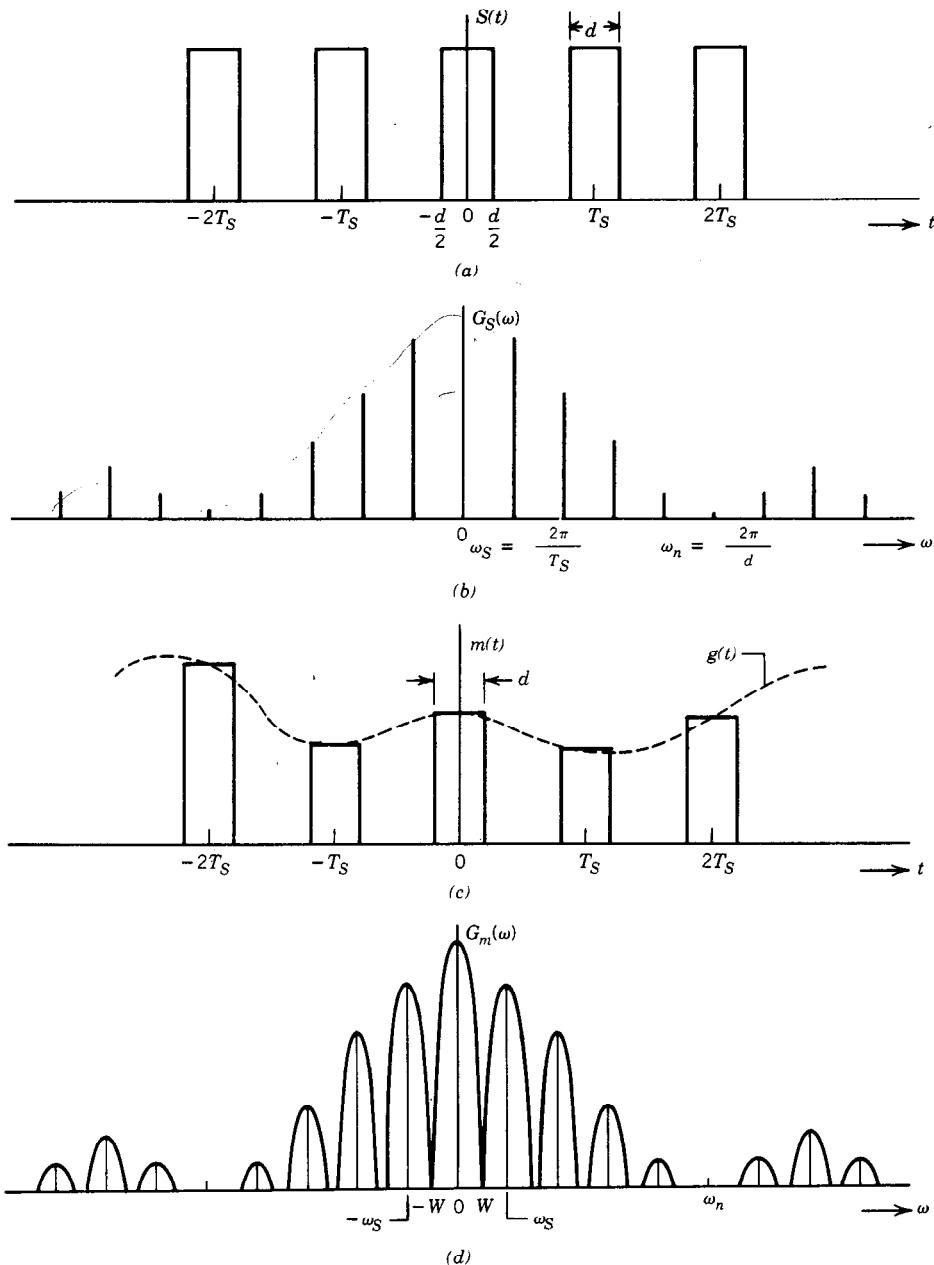 S(t)
d
-2T_S -T_S -d/2 0 d/2 T_S 2T_S t
(a)
G_S(ω)
0 ω_S = 2π/T_S ω_n = 2π/d ω
(b)
m(t)
g(t)
d
-2T_S -T_S 0 T_S 2T_S t
(c)
G_m(ω)
-ω_S -W 0 W ω_S ω_n ω
(d)